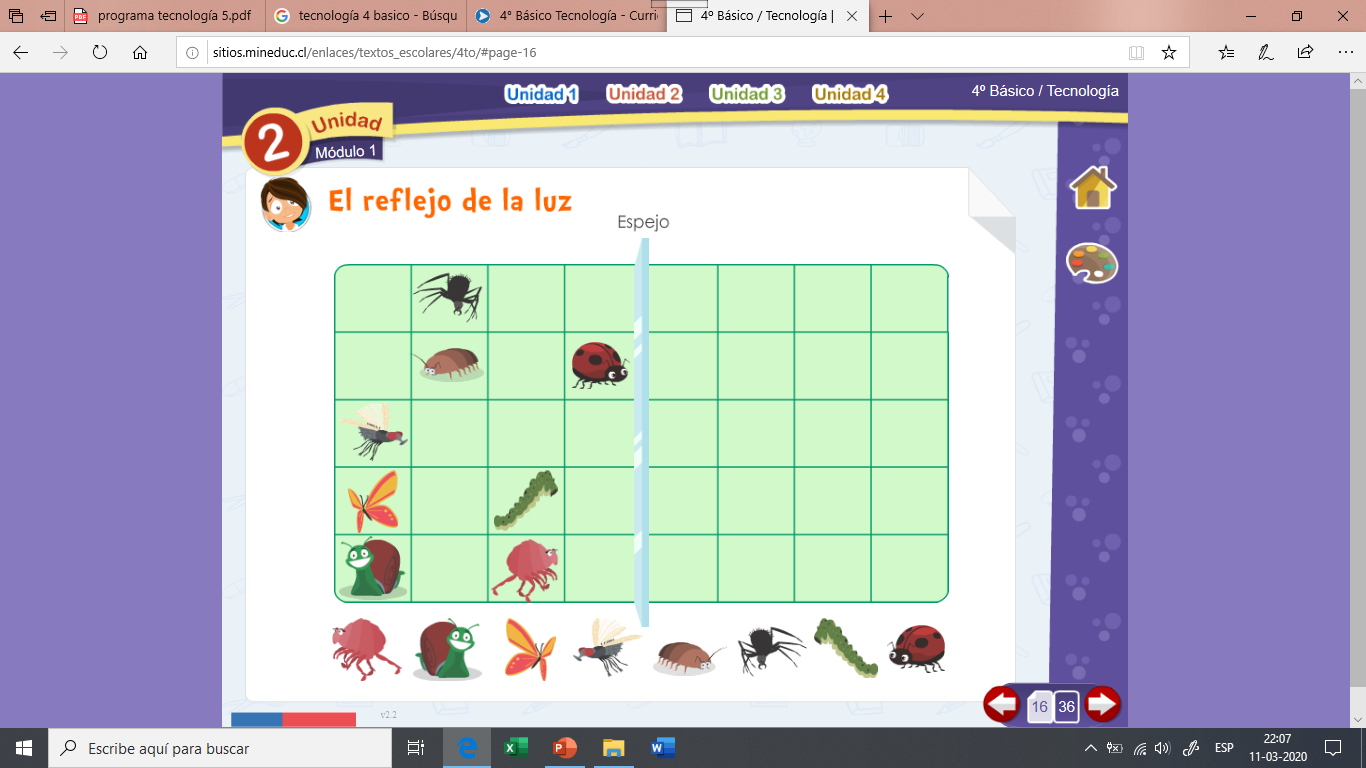 programa tecnología 5.pdf
tecnología 4 basico - Búsqu
4° Básico Tecnología - Curri
4º Básico / Tecnología |
sitios.mineduc.cl/enlaces/textos_escolares/4to/#page-16
Unidad 1
Unidad 2
Unidad 3
Unidad 4
4º Básico / Tecnología
2
Unidad
Módulo 1
El reflejo de la luz
Espejo
16
36
v2.2
Escribe aquí para buscar
ESP
22:07
11-03-2020